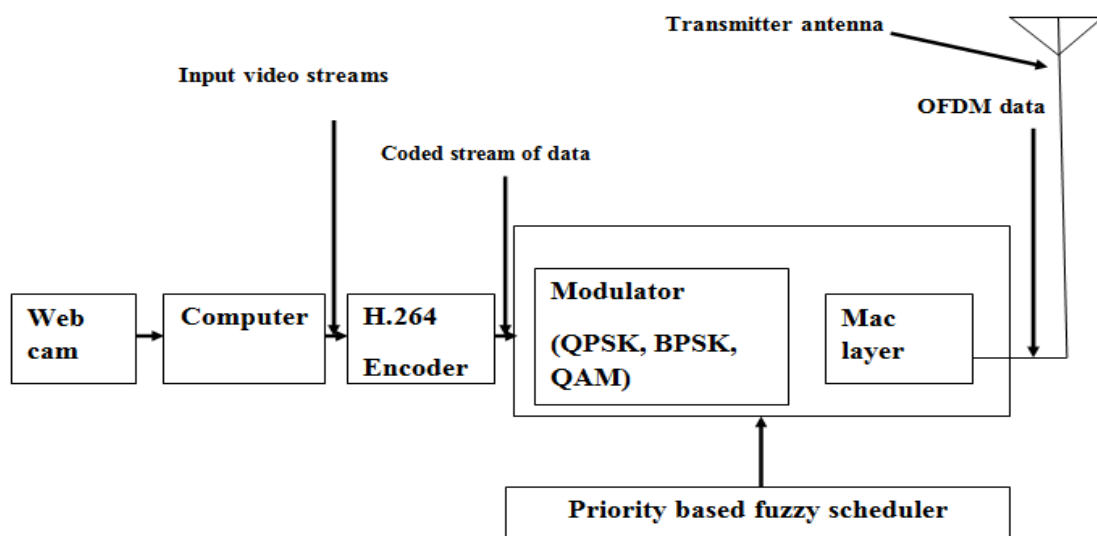 Transmitter antenna
Input video streams
OFDM data
Coded stream of data
Web
cam
Computer
H.264
Encoder
Modulator
(QPSK, BPSK,
QAM)
Mac
layer
Priority based fuzzy scheduler